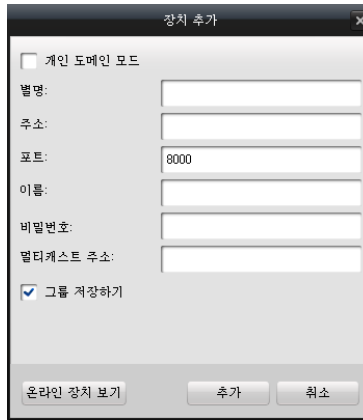 장치 추가
개인 도메인 모드
별명:
주소:
포트: 8000
이름:
비밀번호:
멀티캐스트 주소:
그룹 저장하기
온라인 장치 보기 추가 취소